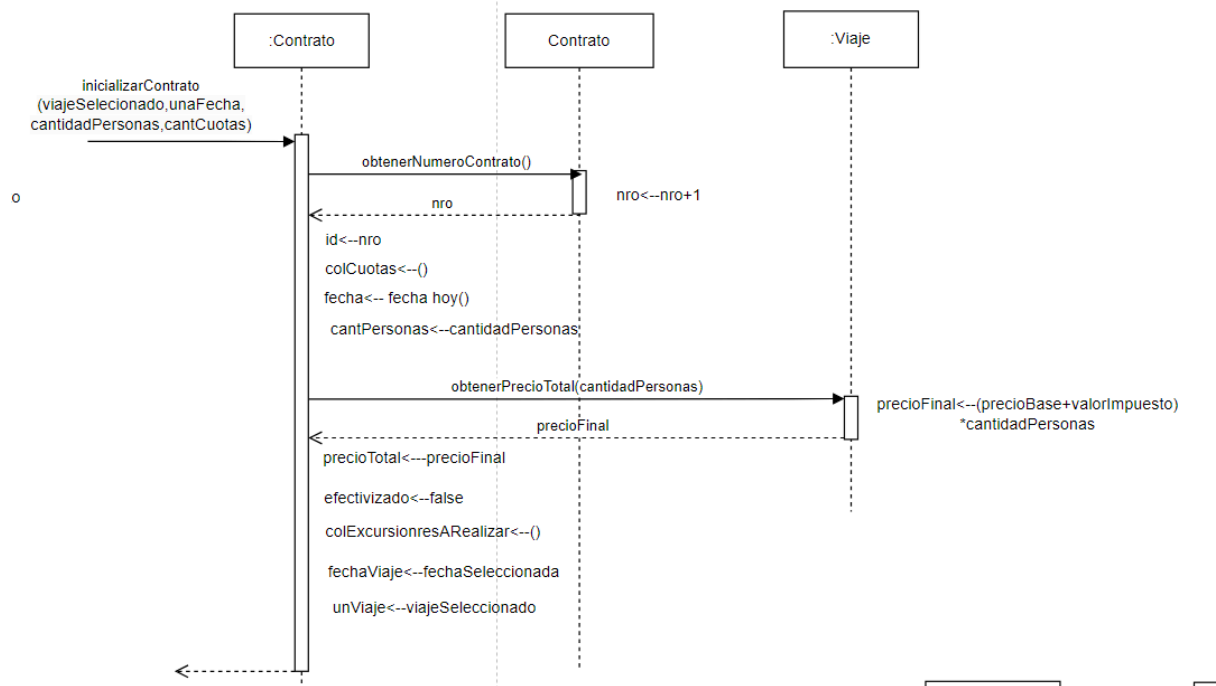 :Contrato
Contrato
:Viaje
inicializarContrato
(viajeSelecionado,unaFecha,
cantidadPersonas,cantCuotas)
obtenerNumeroContrato()
o
nro<--nro+1
nro
id<--nro
colCuotas<--()
fecha<-- fecha hoy()
cantPersonas<--cantidadPersonas
obtenerPrecioTotal(cantidadPersonas)
precioFinal<--(precioBase+valorImpuesto)
*cantidadPersonas
precioFinal
precioTotal<---precioFinal
efectivizado<--false
colExcursionresARealizar<--()
fechaViaje<--fechaSeleccionada
unViaje<--viajeSeleccionado